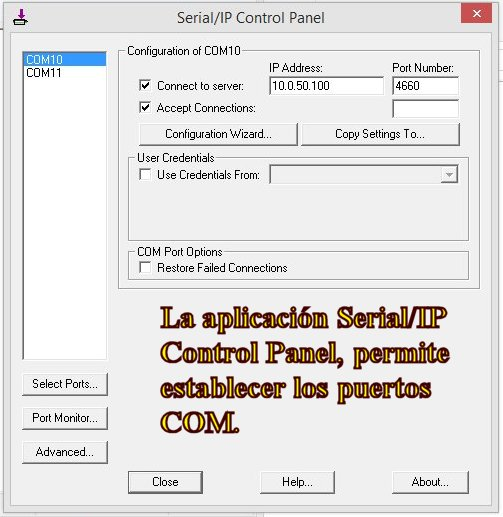 Serial/IP Control Panel
COM10
COM11
Configuration of COM10
IP Address: Port Number:
Connect to server: 10.0.50.100 4660
Accept Connections:
Configuration Wizard... Copy Settings To...
User Credentials
Use Credentials From:
COM Port Options
Restore Failed Connections
La aplicación Serial/IP
Control Panel, permite
establecer los puertos
COM.
Select Ports...
Port Monitor...
Advanced...
Close Help... About...